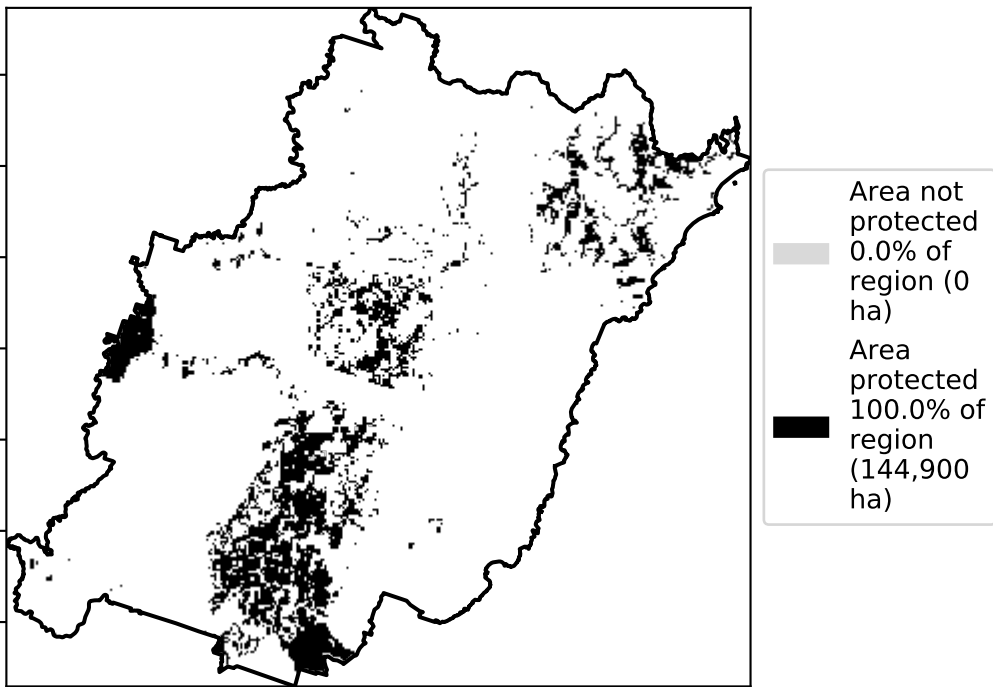 Area not
protected
0.0% of
region (0
ha)
Area
protected
100.0% of
region
(144,900
ha)